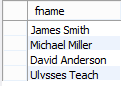 fname
James Smith
Michael Miller
David Anderson
Ulysses Teach